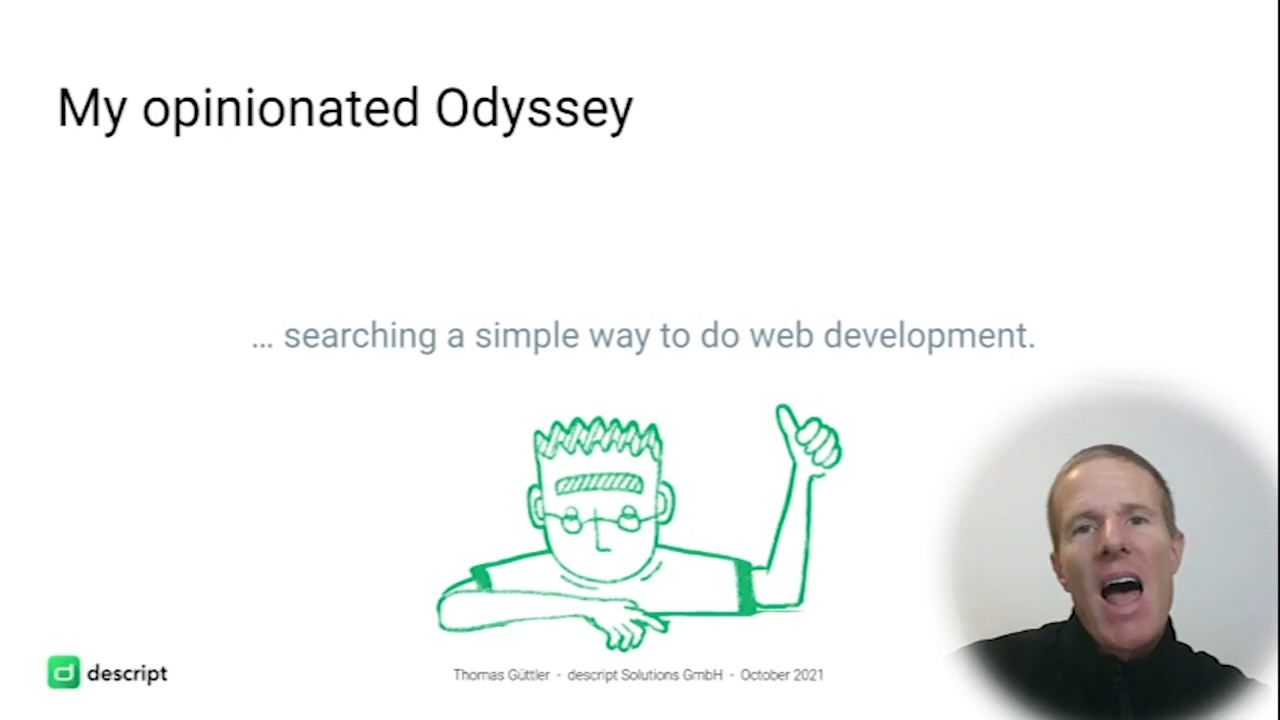 My opinionated Odyssey
... searching a simple way to do web development.
d descript
Thomas Güttler - descript Solutions GmbH - October 2021